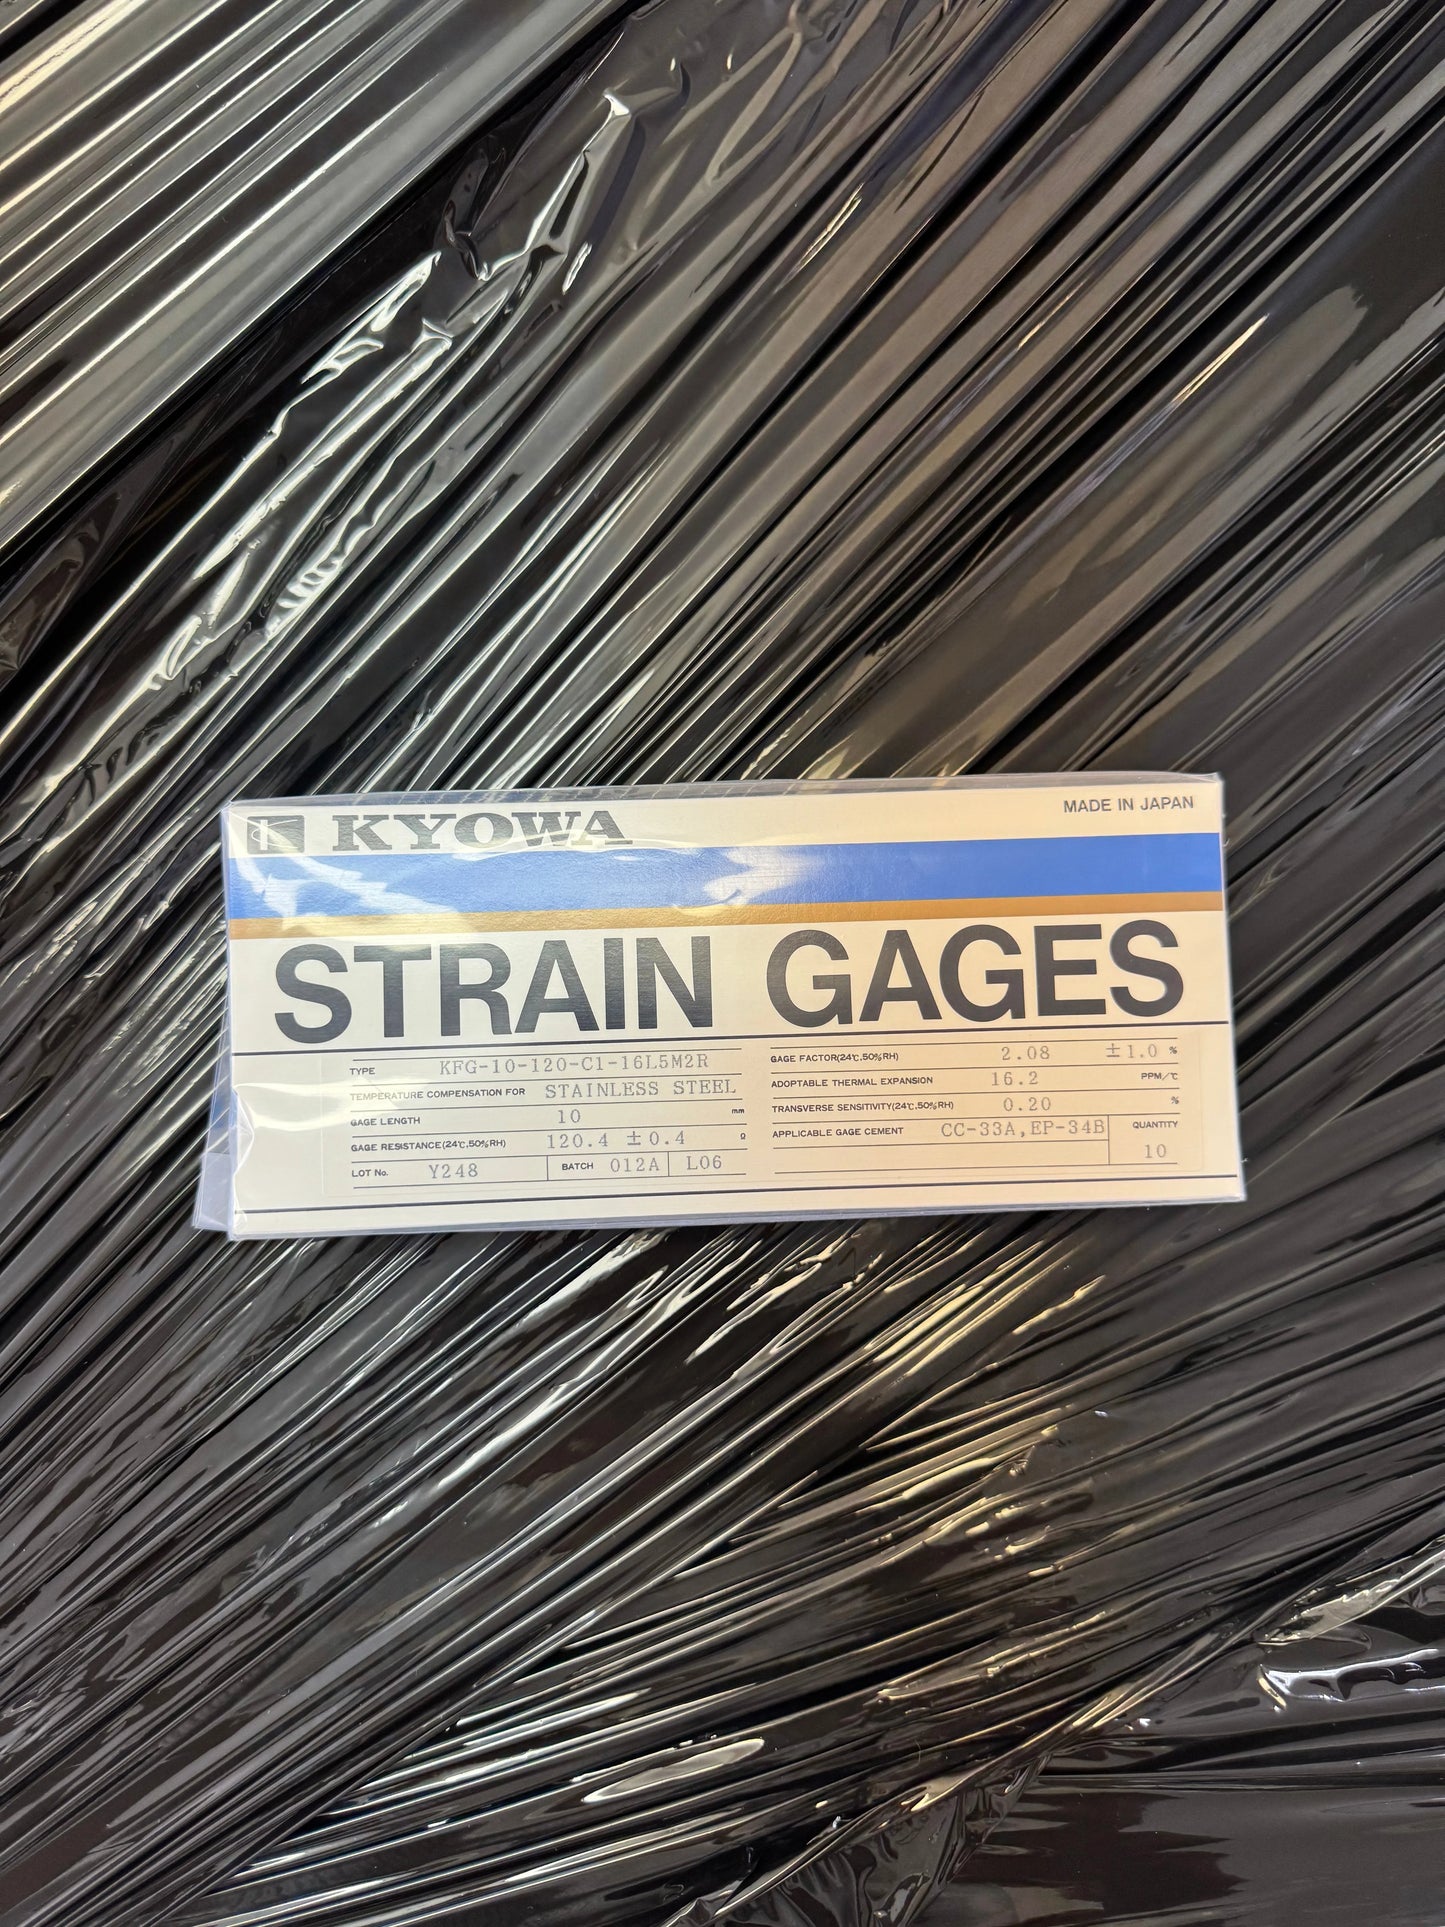 KYOWA
MADE IN JAPAN
STRAIN GAGES
TYPE KFG-10-120-C1-16L5M2R
TEMPERATURE COMPENSATION FOR STAINLESS STEEL
GAGE LENGTH 10 mm
GAGE RESISTANCE(24℃,50%RH) 120.4 ±0.4 Ω
LOT No. Y248 BATCH 012A L06
GAGE FACTOR(24℃,50%RH) 2.08 ±1.0 %
ADOPTABLE THERMAL EXPANSION 16.2 PPM/℃
TRANSVERSE SENSITIVITY(24℃,50%RH) 0.20 %
APPLICABLE GAGE CEMENT CC-33A,EP-34B
QUANTITY
10